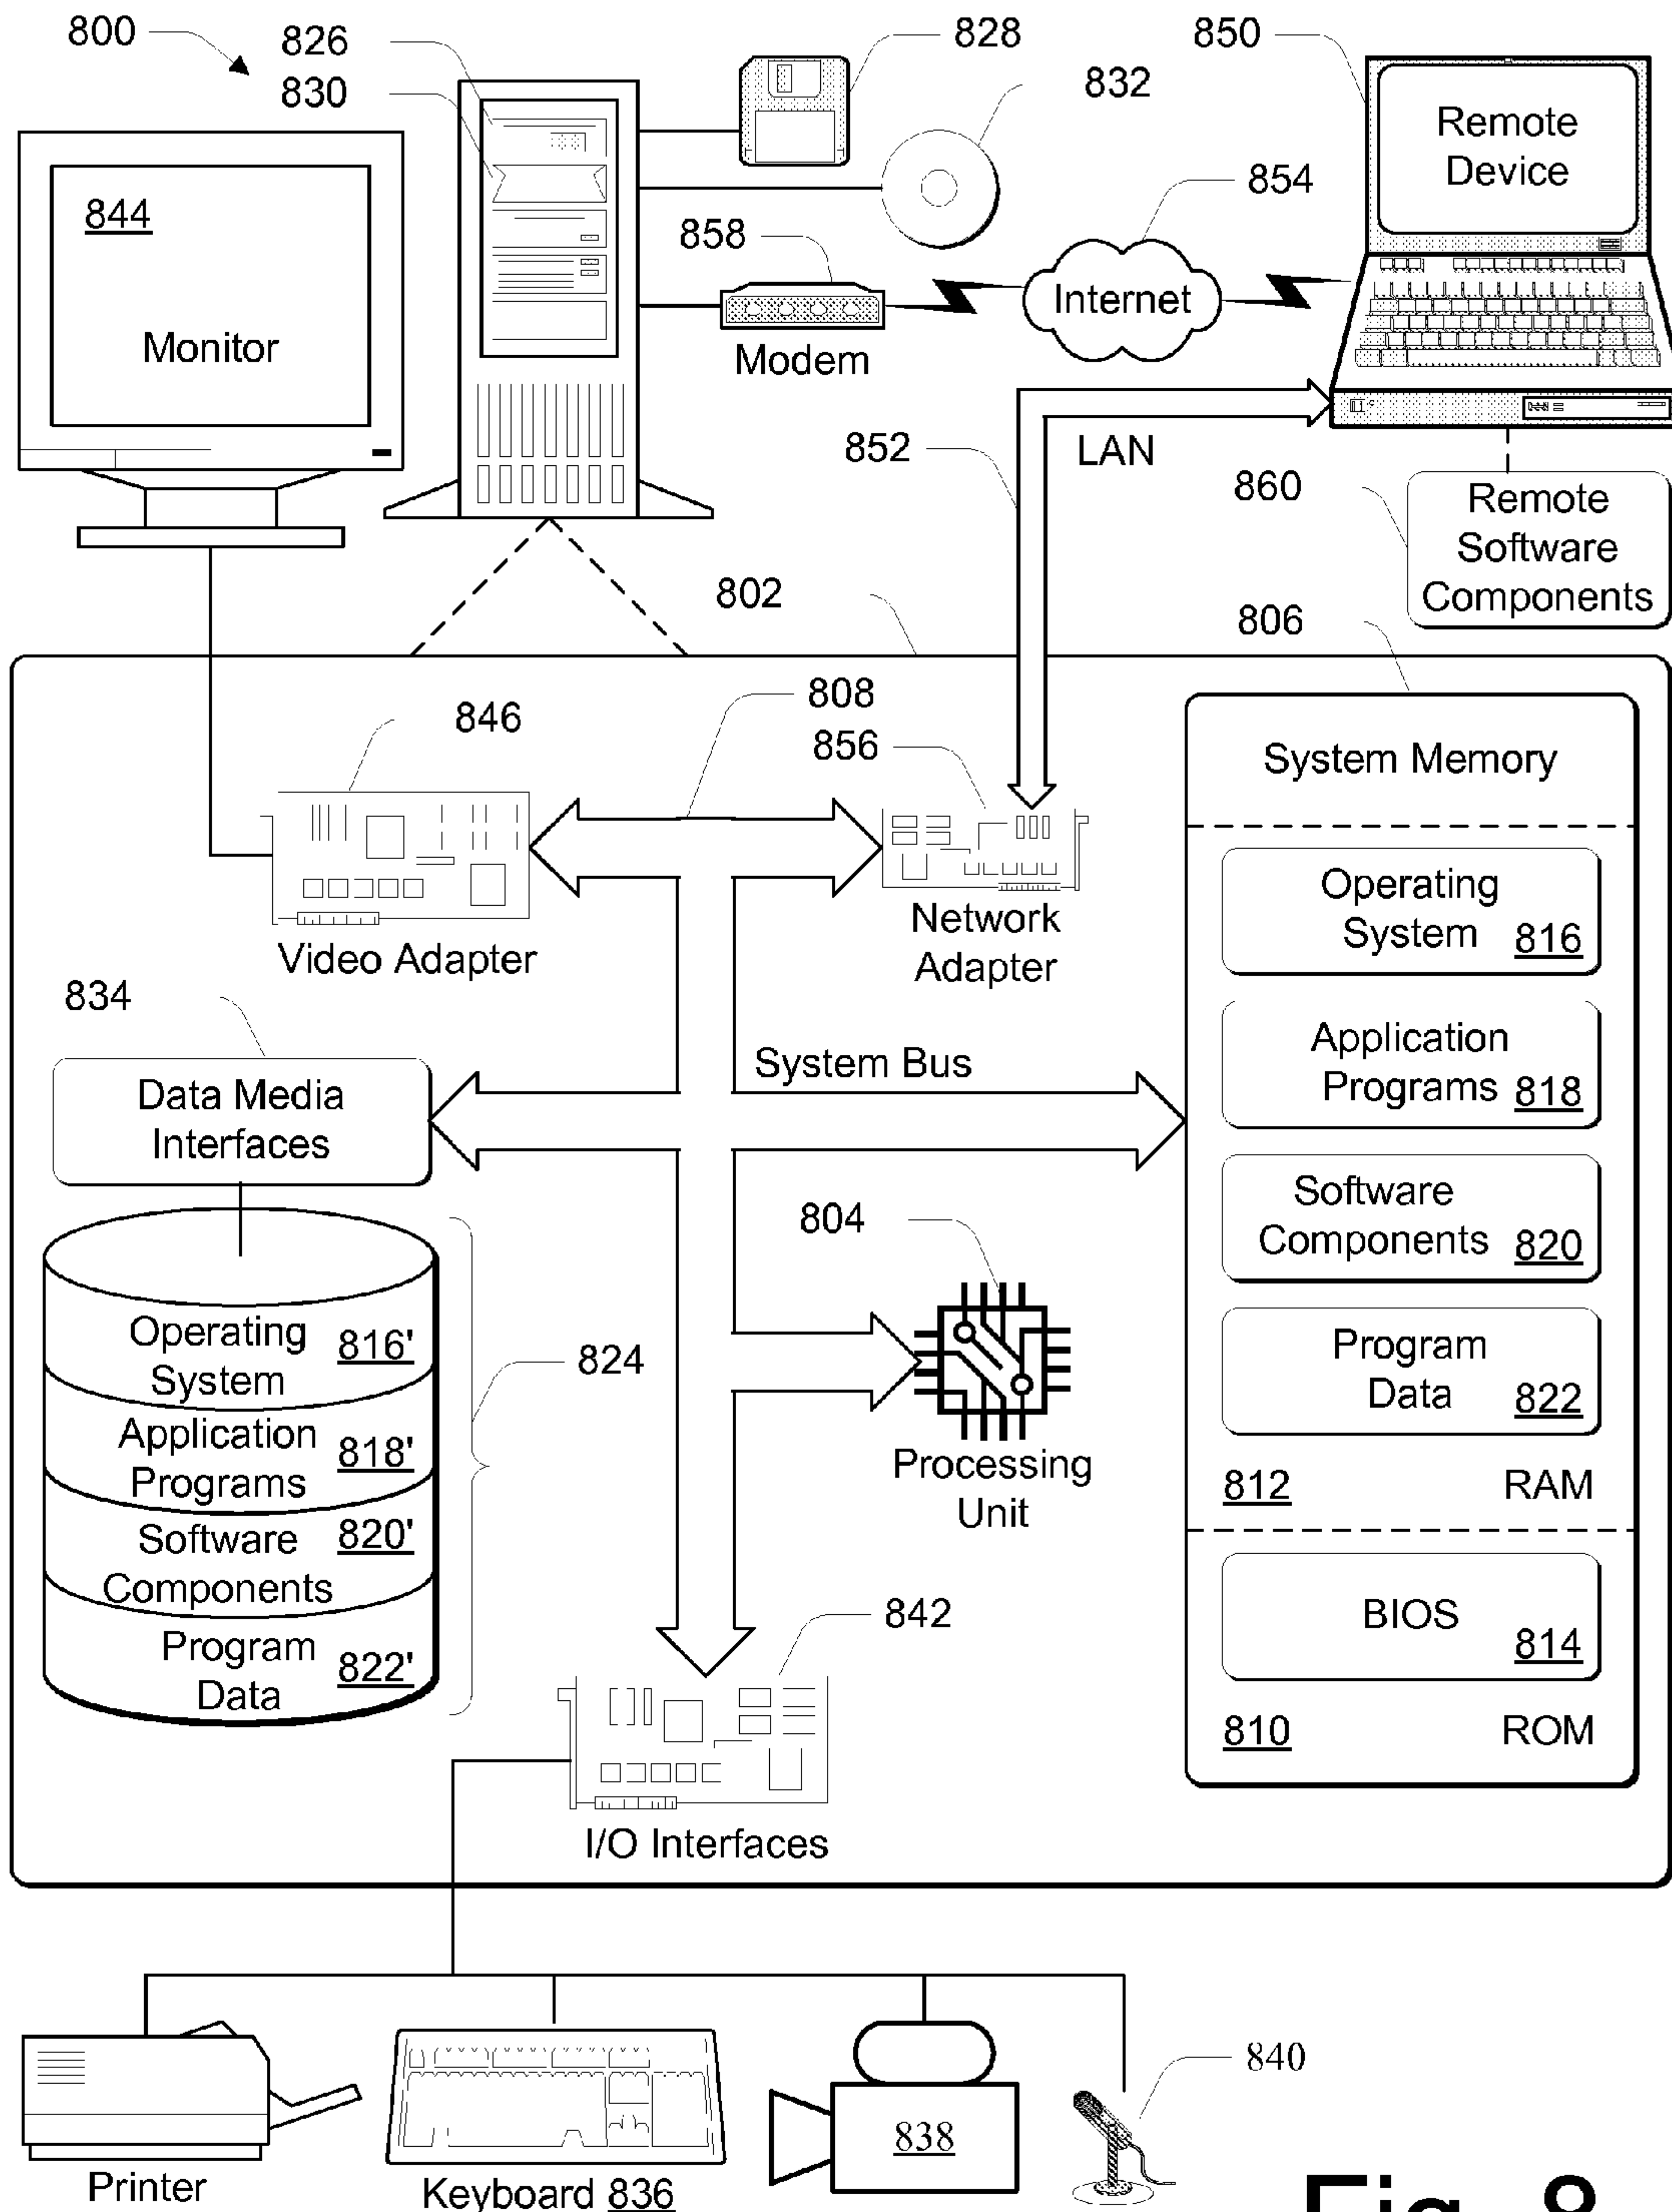 800
826
830
828
832
850
Remote
Device
844
Monitor
858
Modem
854
Internet
852
LAN
860
Remote
Software
Components
802
806
846
808
856
Video Adapter
Network
Adapter
System Memory
Operating
System 816
Application
Programs 818
Software
Components 820
Program
Data 822
812 RAM
BIOS
814
810 ROM
834
Data Media
Interfaces
System Bus
804
Processing
Unit
Operating
System 816'
Application
Programs 818'
Software
Components 820'
Program
Data 822'
824
842
I/O Interfaces
Printer
Keyboard 836
838
840
Fig. 8